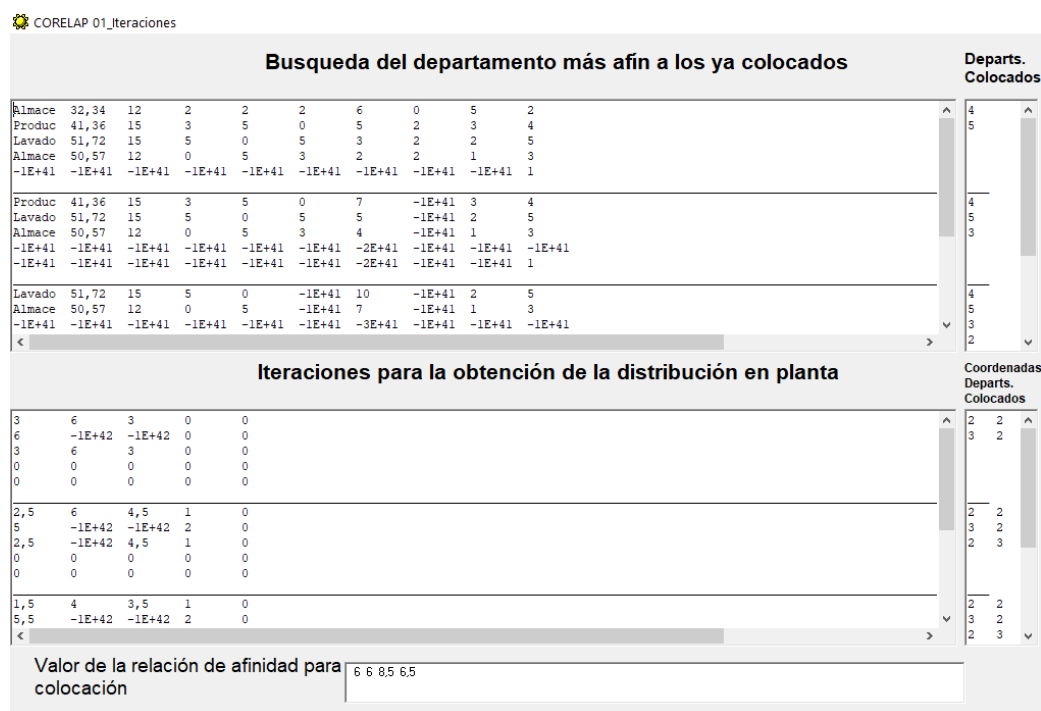 CORELAP 01_Iteraciones
Busqueda del departamento más afín a los ya colocados
Departs.
Colocados
Almace 32,34 12 2 2 2 6 0 5 2
Produc 41,36 15 3 5 0 5 2 3 4
Lavado 51,72 15 5 0 5 3 2 2 5
Almace 50,57 12 0 5 3 2 2 1 3
-1E+41 -1E+41 -1E+41 -1E+41 -1E+41 -1E+41 -1E+41 -1E+41 -1E+41 1
Produc 41,36 15 3 5 0 7 -1E+41 3 4
Lavado 51,72 15 5 0 5 5 -1E+41 2 5
Almace 50,57 12 0 5 3 4 -1E+41 1 3
-1E+41 -1E+41 -1E+41 -1E+41 -1E+41 -1E+41 -2E+41 -1E+41 -1E+41 -1E+41
-1E+41 -1E+41 -1E+41 -1E+41 -1E+41 -1E+41 -2E+41 -1E+41 -1E+41 1
Lavado 51,72 15 5 0 -1E+41 10 -1E+41 2 5
Almace 50,57 12 0 5 -1E+41 7 -1E+41 1 3
-1E+41 -1E+41 -1E+41 -1E+41 -1E+41 -1E+41 -3E+41 -1E+41 -1E+41 -1E+41
4
5
4
5
3
4
5
3
2
Iteraciones para la obtención de la distribución en planta
Coordenadas
Departs.
Colocados
3 6 3 0 0
6 -1E+42 -1E+42 0 0
3 6 3 0 0
0 0 0 0 0
0 0 0 0 0
2,5 6 4,5 1 0
5 -1E+42 -1E+42 2 0
2,5 -1E+42 4,5 1 0
0 0 0 0 0
0 0 0 0 0
1,5 4 3,5 1 0
5,5 -1E+42 -1E+42 2 0
2 2
3 2
2 2
3 2
2 3
2 2
3 2
2 3
Valor de la relación de afinidad para
colocación
6 6 8,5 6,5